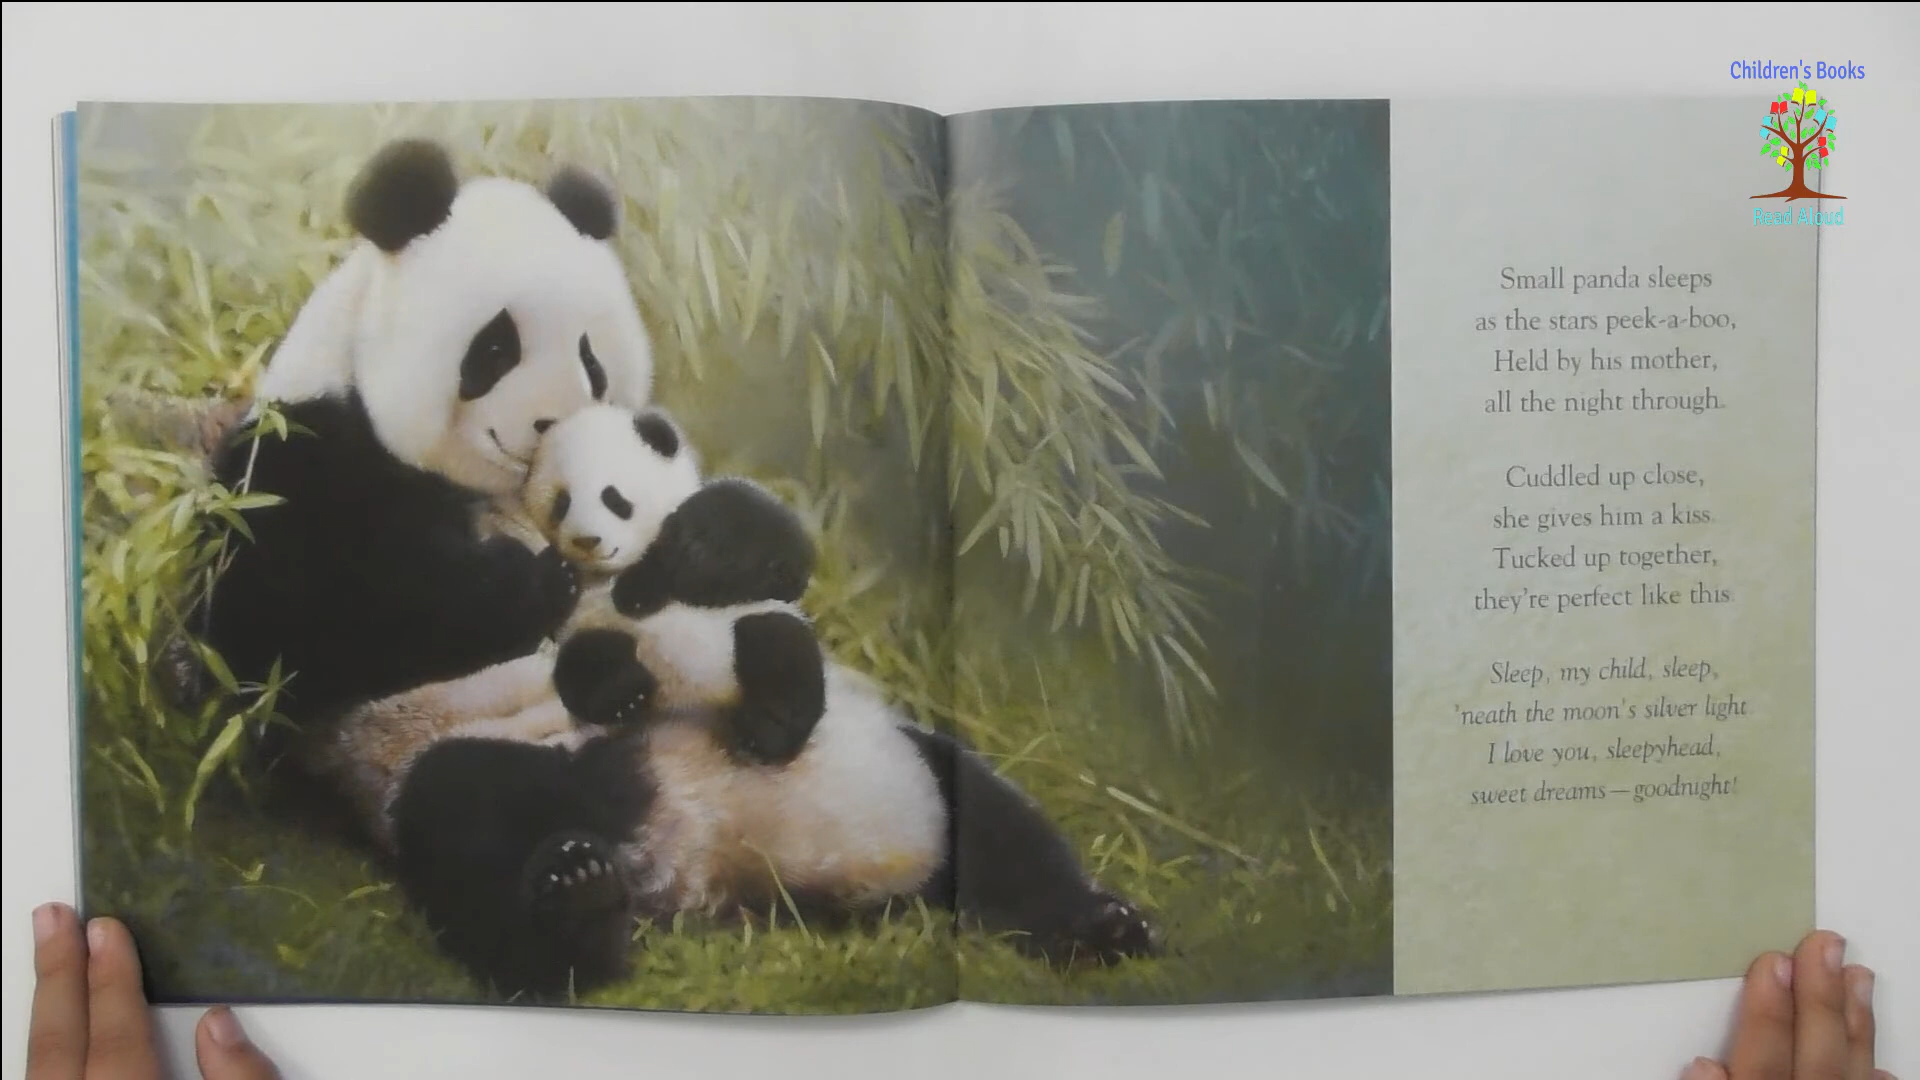 Children's Books
Read Aloud
Small panda sleeps
as the stars peek-a-boo,
Held by his mother,
all the night through.
Cuddled up close,
she gives him a kiss.
Tucked up together,
they're perfect like this.
Sleep, my child, sleep,
'neath the moon's silver light.
I love you, sleepyhead,
sweet dreams—goodnight!